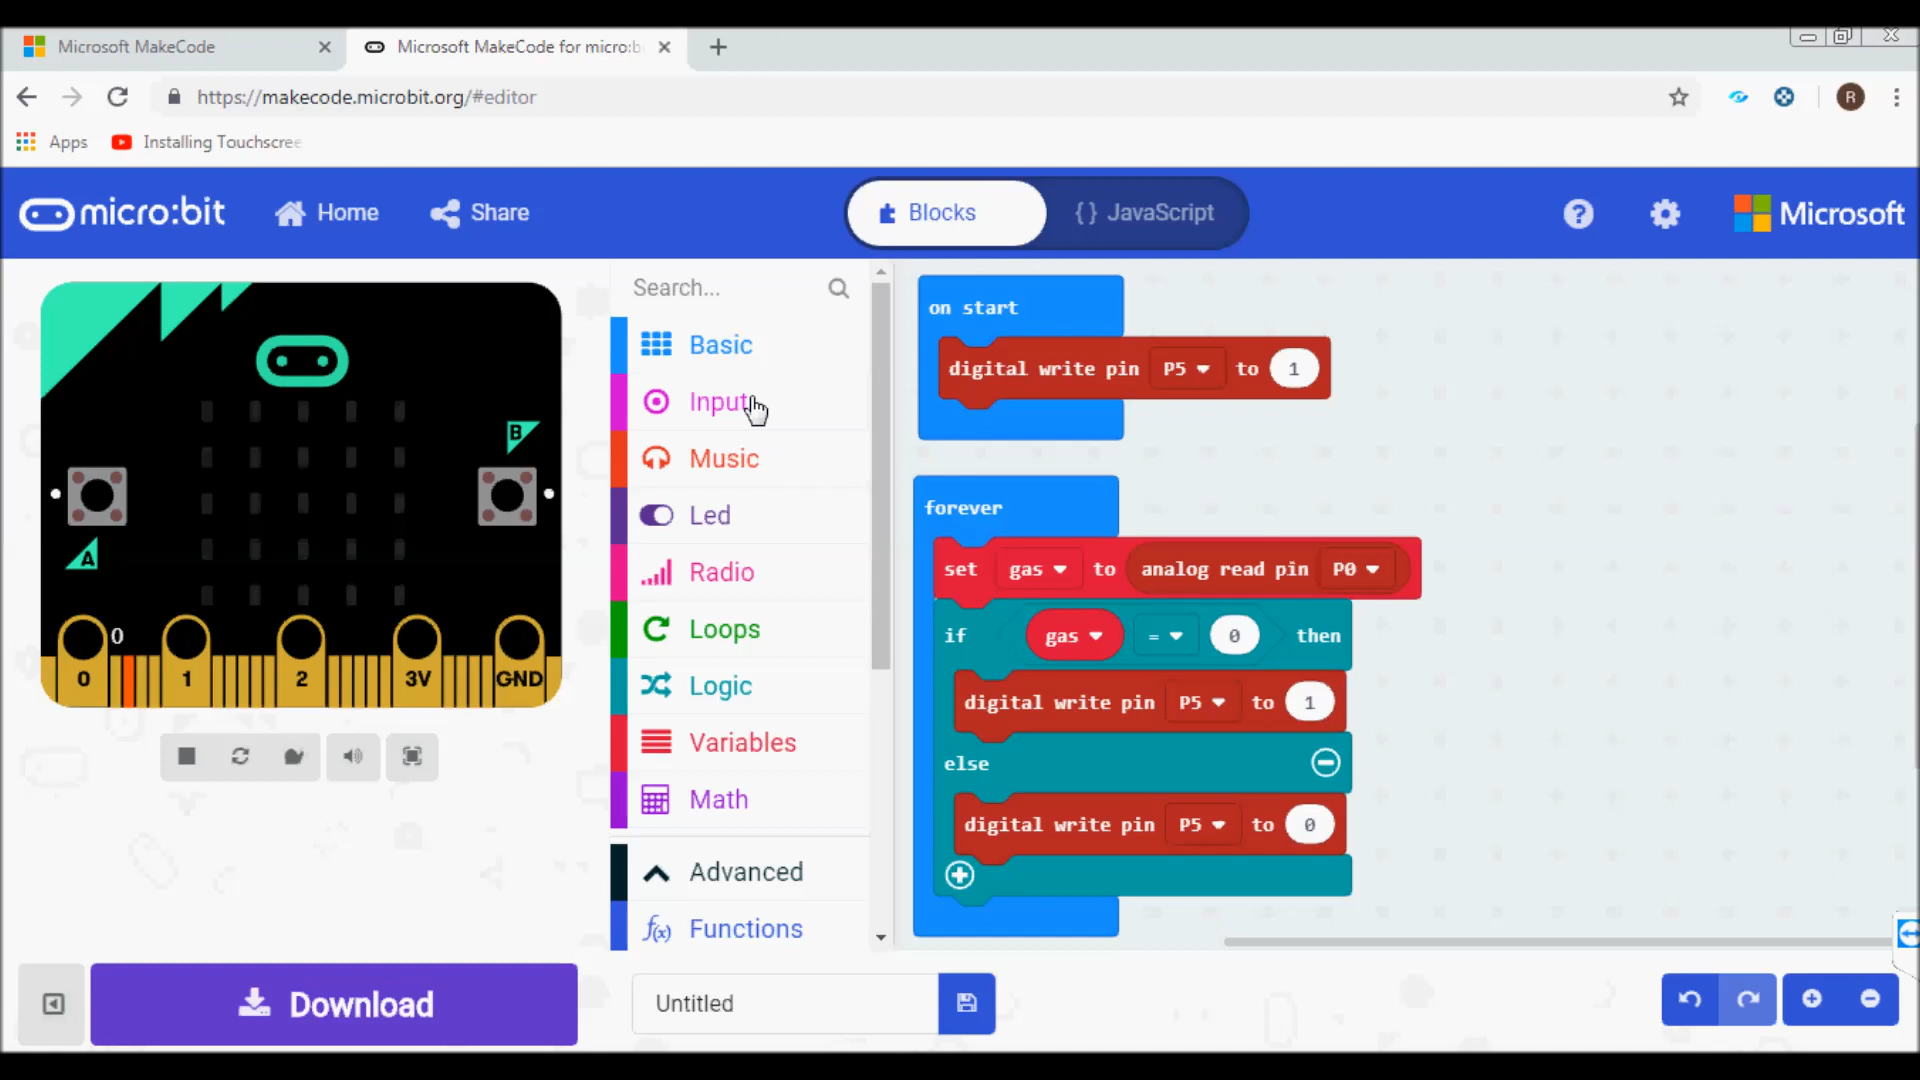 Microsoft MakeCode
Microsoft MakeCode for micro:b
https://makecode.microbit.org/#editor
R
Apps
Installing Touchscree
micro:bit
Home
Share
Blocks
{ } JavaScript
?
Microsoft
B
A
0
0
1
2
3V
GND
Download
Search...
Basic
Input
Music
Led
Radio
Loops
Logic
Variables
Math
Advanced
f(x) Functions
Untitled
on start
digital write pin P5 to 1
forever
set gas to analog read pin P0
if gas = 0 then
digital write pin P5 to 1
else
digital write pin P5 to 0